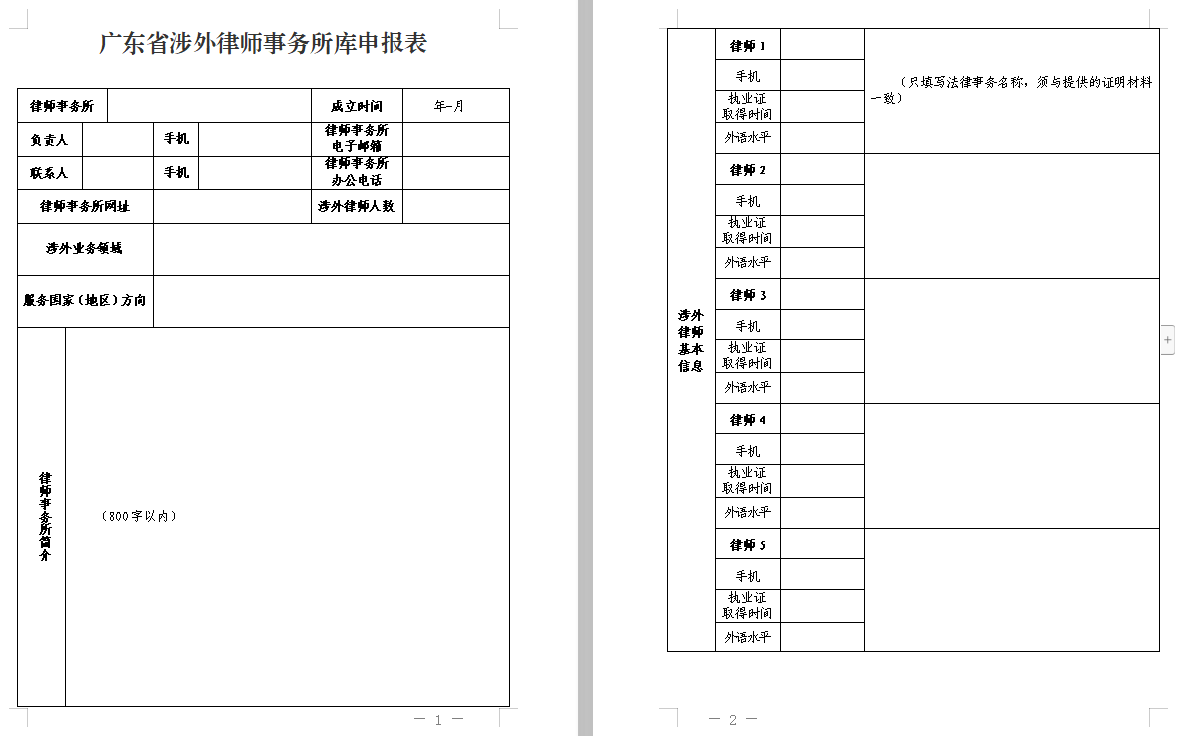 广东省涉外律师事务所库申报表
律师事务所
成立时间
年-月
负责人
手机
律师事务所
电子邮箱
联系人
手机
律师事务所
办公电话
律师事务所网址
涉外律师人数
涉外业务领域
服务国家（地区）方向
律师事务所简介
（800字以内）
— 1 —
涉外
律师
基本
信息
律师1
（只填写法律事务名称，须与提供的证明材料
一致）
手机
执业证
取得时间
外语水平
律师2
手机
执业证
取得时间
外语水平
律师3
手机
执业证
取得时间
外语水平
律师4
手机
执业证
取得时间
外语水平
律师5
手机
执业证
取得时间
外语水平
— 2 —
+